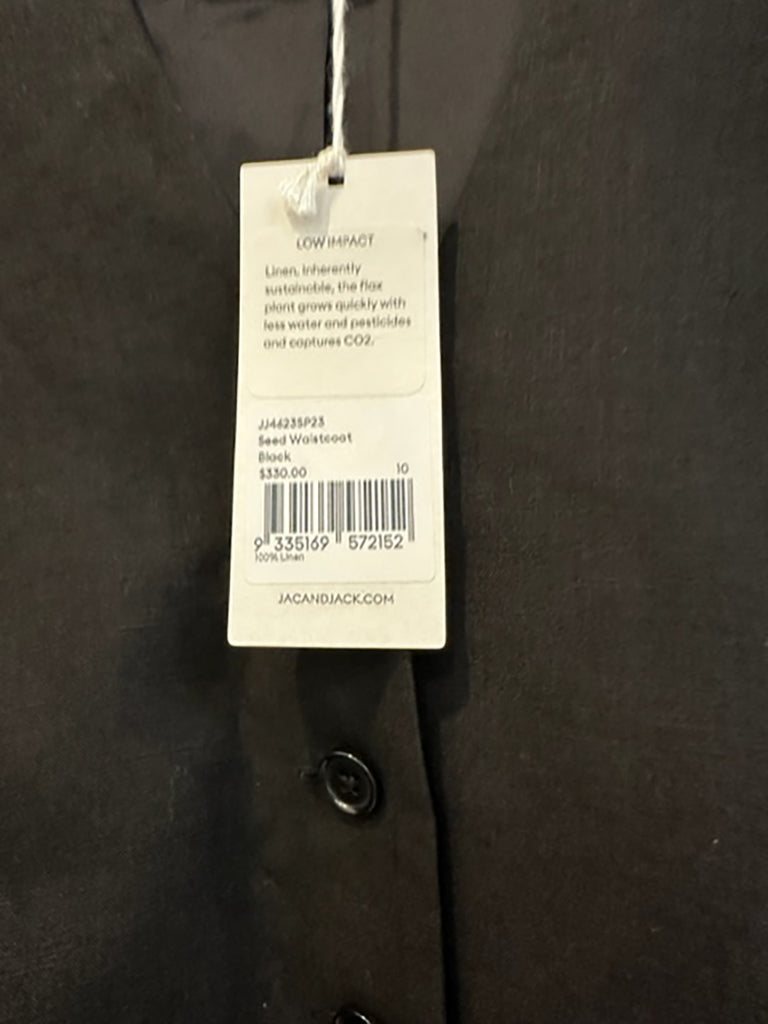 LOW IMPACT
Linen, inherently
sustainable, the flax
plant grows quickly with
less water and pesticides
and captures CO2.
JJ4623SP23
Seed Waistcoat
Black
$330.00 10
9 335169 572152
100% Linen
JACANDJACK.COM